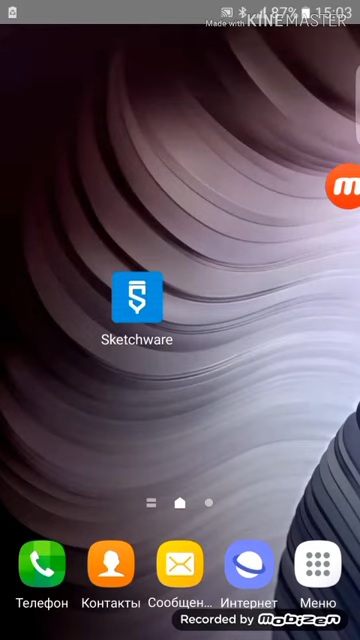 87% 15:03
Made with KINEMASTER
m
S
Sketchware
Телефон
Контакты
Сообщен...
Интернет
Меню
Recorded by mobizen